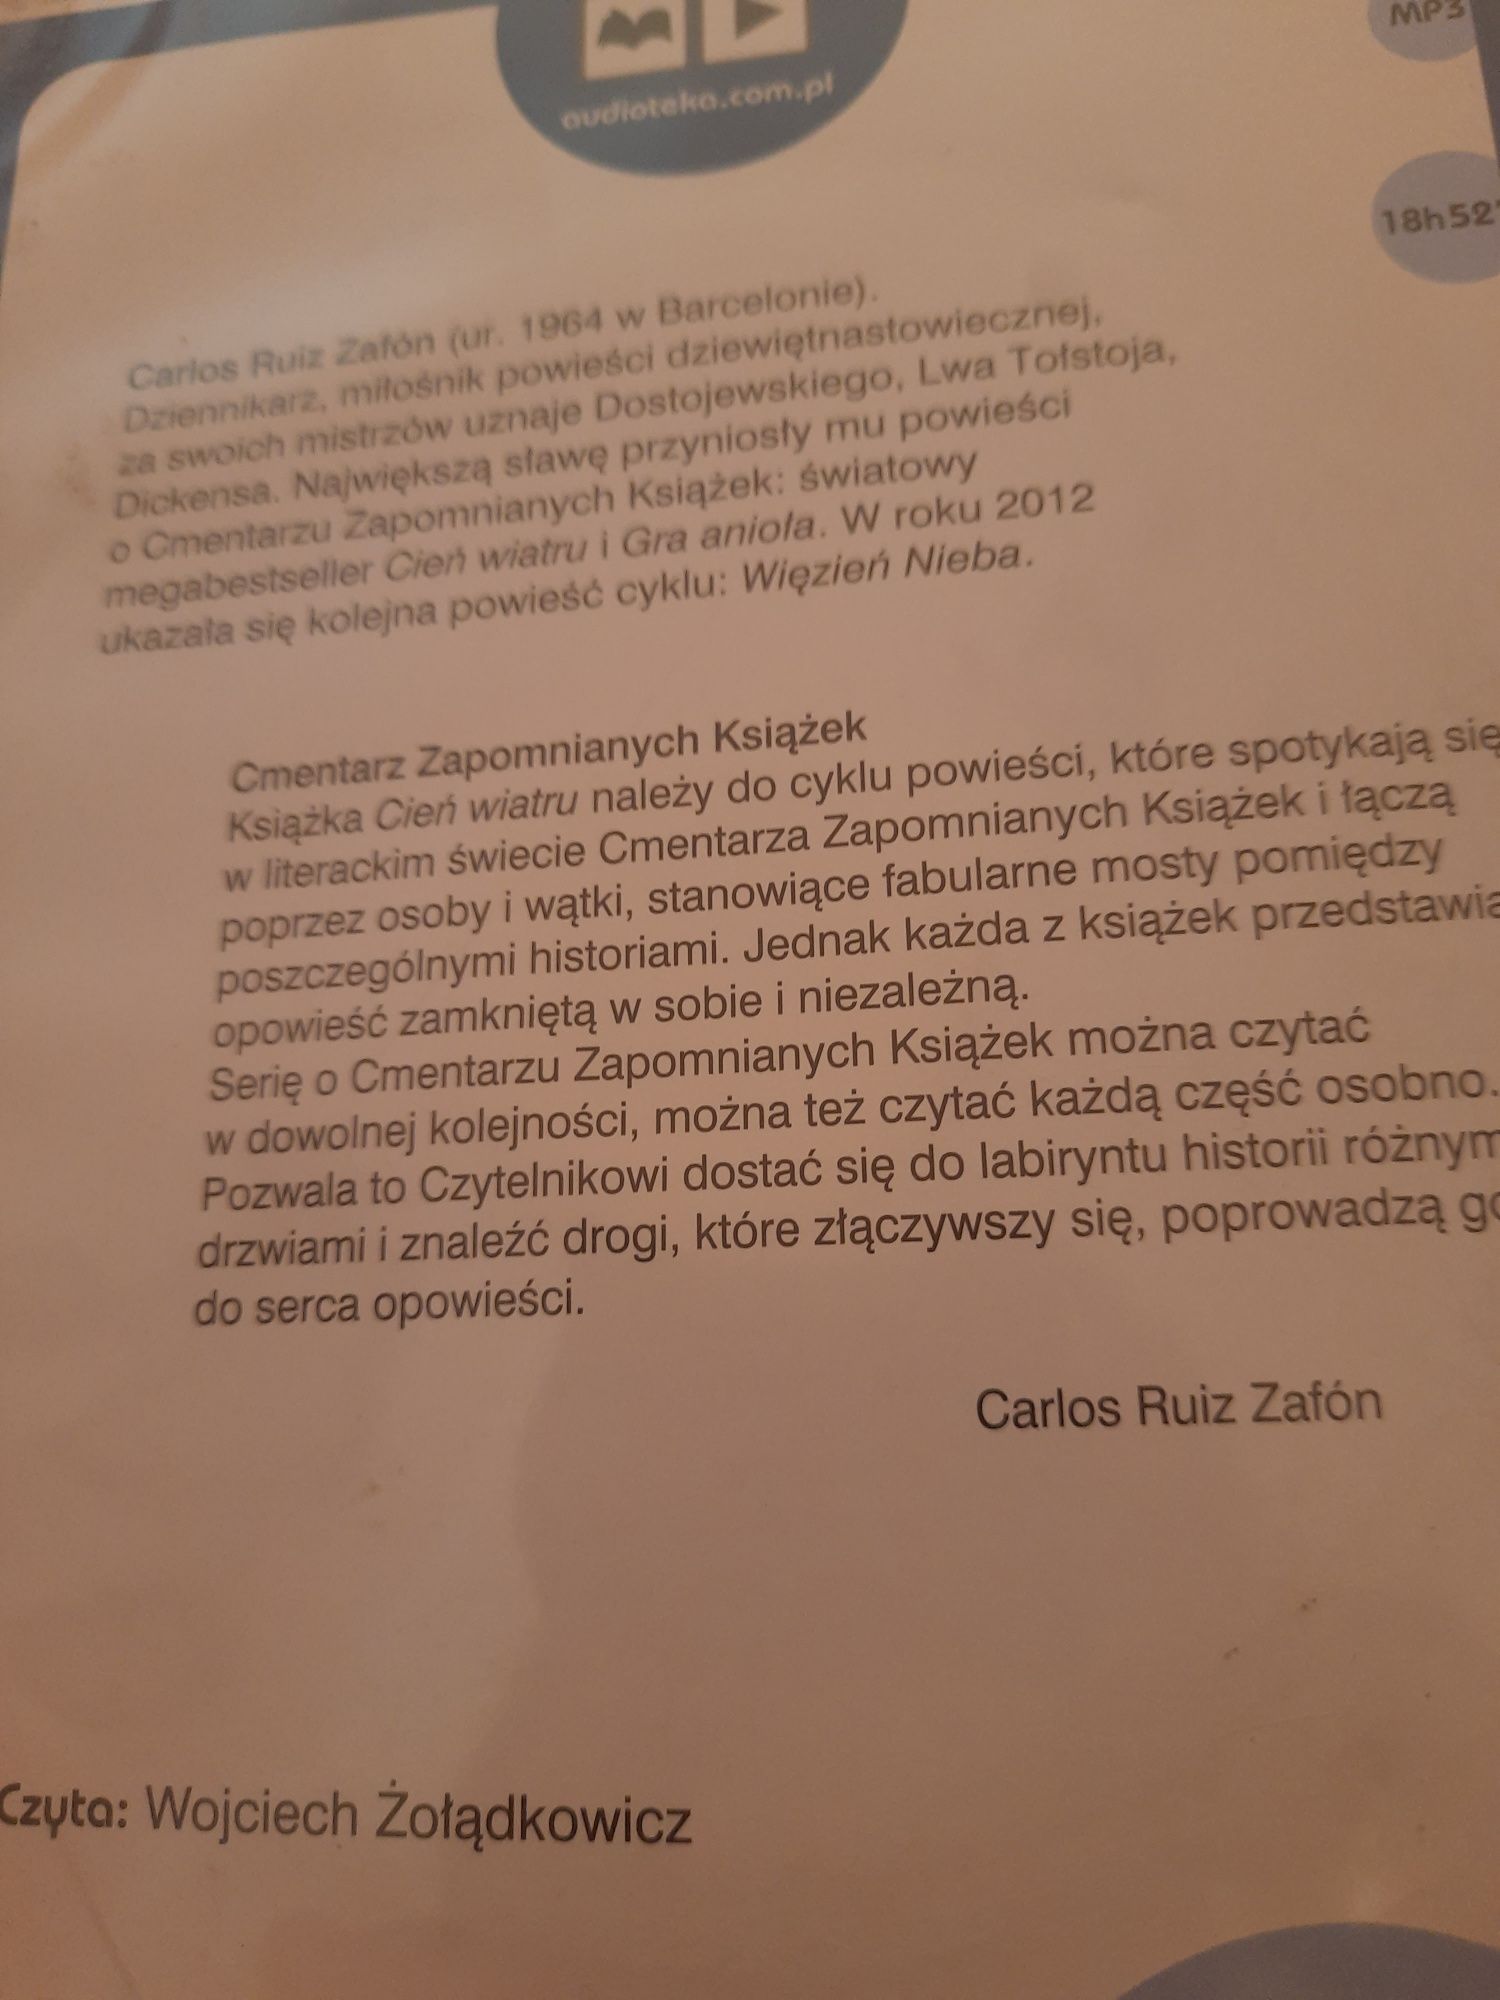 audioteka.com.pl
MP3
18h52'
Carlos Ruiz Zafón (ur. 1964 w Barcelonie).
Dziennikarz, miłośnik powieści dziewiętnastowiecznej,
za swoich mistrzów uznaje Dostojewskiego, Lwa Tołstoja,
Dickensa. Największą sławę przyniosły mu powieści
o Cmentarzu Zapomnianych Książek: światowy
megabestseller Cień wiatru i Gra anioła. W roku 2012
ukazała się kolejna powieść cyklu: Więzień Nieba.
Cmentarz Zapomnianych Książek
Książka Cień wiatru należy do cyklu powieści, które spotykają się
w literackim świecie Cmentarza Zapomnianych Książek i łączą
poprzez osoby i wątki, stanowiące fabularne mosty pomiędzy
poszczególnymi historiami. Jednak każda z książek przedstawia
opowieść zamkniętą w sobie i niezależną.
Serię o Cmentarzu Zapomnianych Książek można czytać
w dowolnej kolejności, można też czytać każdą część osobno.
Pozwala to Czytelnikowi dostać się do labiryntu historii różnym
drzwiami i znaleźć drogi, które złączywszy się, poprowadzą go
do serca opowieści.
Carlos Ruiz Zafón
Czyta: Wojciech Żołądkowicz